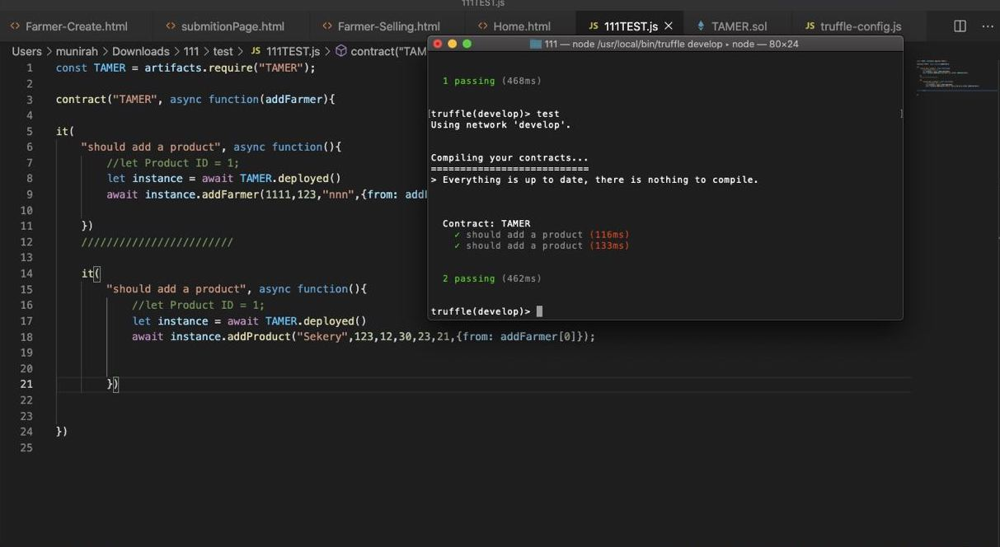 111TEST.js
Farmer-Create.html submitionPage.html Farmer-Selling.html Home.html JS 111TEST.js TAMER.sol JS truffle-config.js
Users > munirah > Downloads > 111 > test > JS 111TEST.js > contract("TAM
1 const TAMER = artifacts.require("TAMER");
2
3 contract("TAMER", async function(addFarmer){
4
5 it(
6 "should add a product", async function(){
7 //let Product ID = 1;
8 let instance = await TAMER.deployed()
9 await instance.addFarmer(1111,123,"nnn",{from: add
10
11 })
12 ////////////////////////
13
14 it(
15 "should add a product", async function(){
16 //let Product ID = 1;
17 let instance = await TAMER.deployed()
18 await instance.addProduct("Sekery",123,12,30,23,21,{from: addFarmer[0]});
19
20
21 })
22
23
24 })
25
111 — node /usr/local/bin/truffle develop ▸ node — 80×24
1 passing (468ms)
[truffle(develop)> test ]
Using network 'develop'.
Compiling your contracts...
===========================
> Everything is up to date, there is nothing to compile.
Contract: TAMER
✓ should add a product (116ms)
✓ should add a product (133ms)
2 passing (462ms)
truffle(develop)>